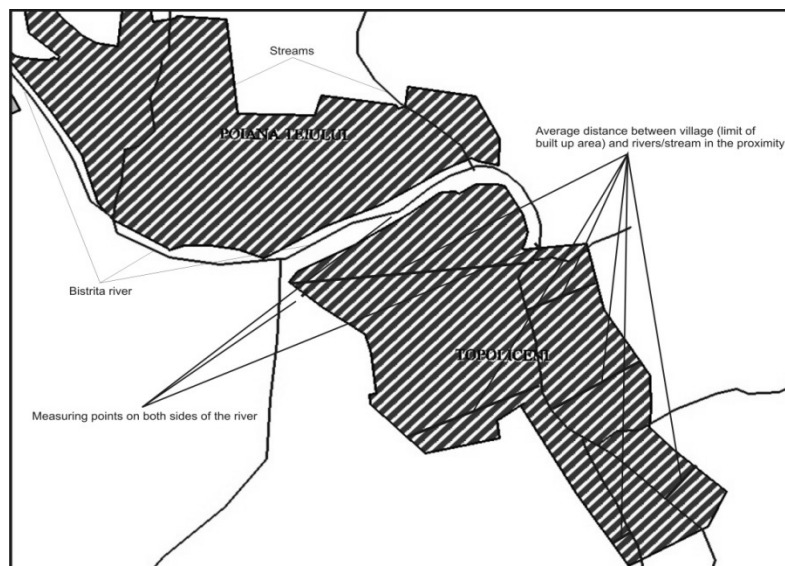 Streams
POIANA TEIULUI
Average distance between village (limit of
built up area) and rivers/stream in the proximity
Bistrita river
TOPOLICENI
Measuring points on both sides of the river